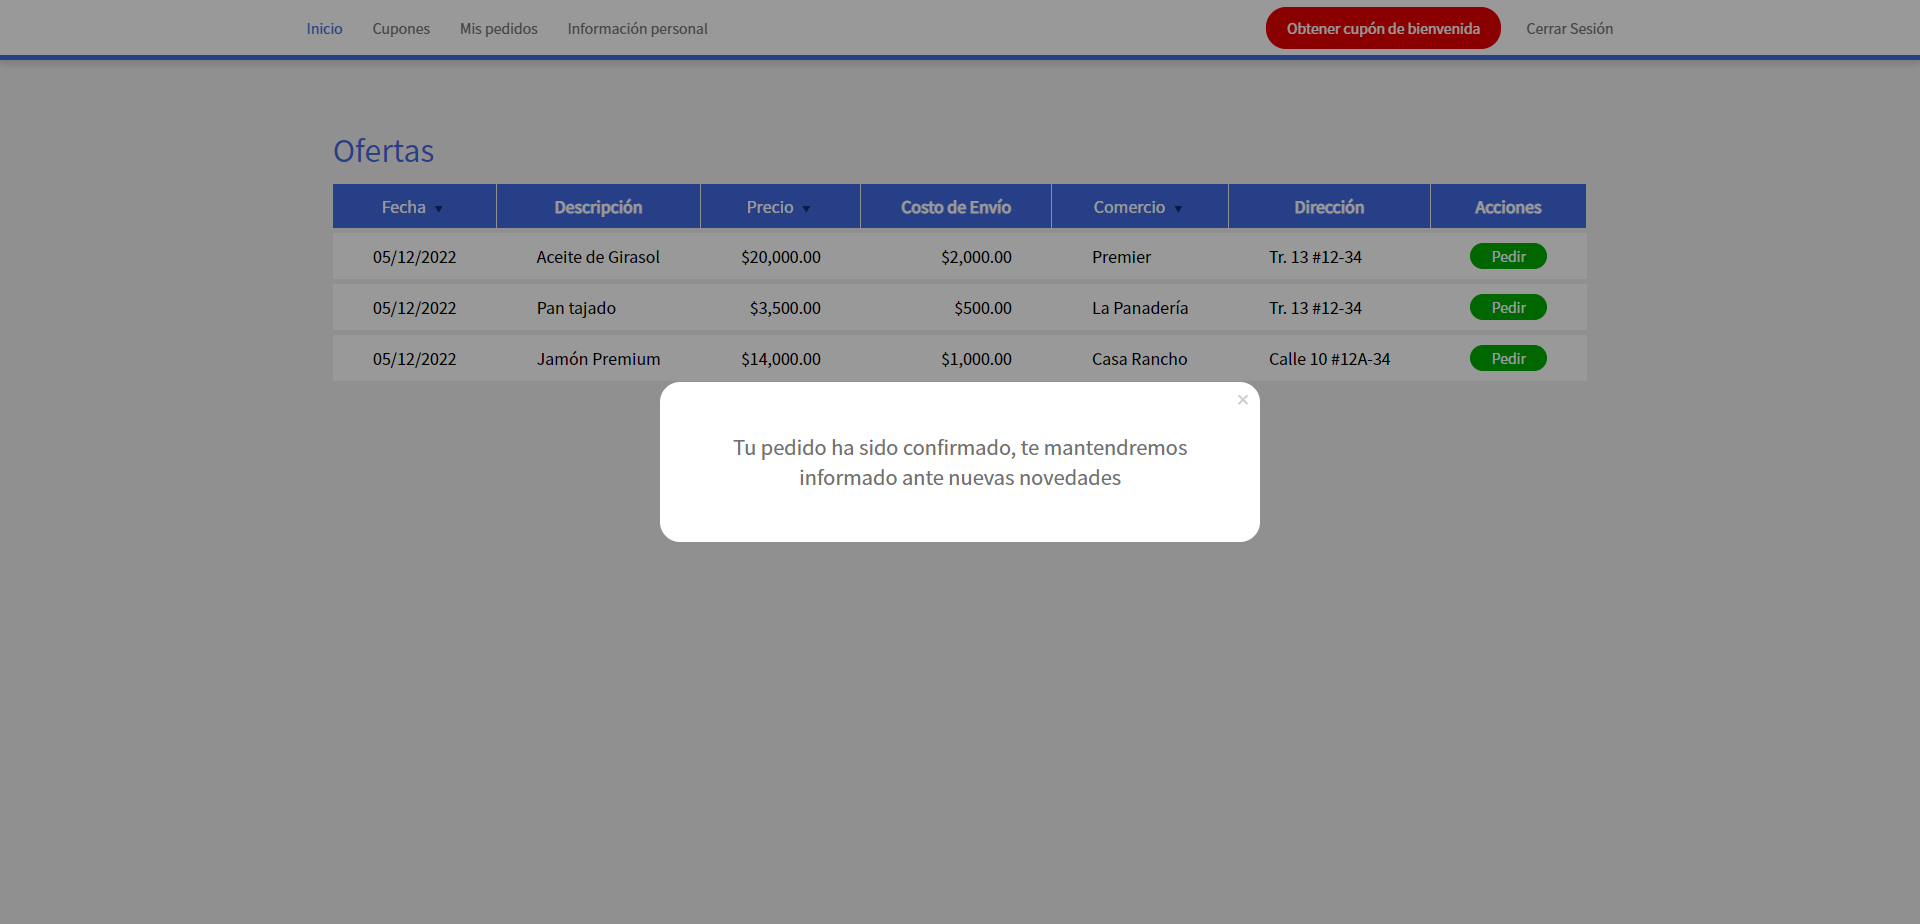 Inicio Cupones Mis pedidos Información personal Obtener cupón de bienvenida Cerrar Sesión
Ofertas
Fecha ▼ Descripción Precio ▼ Costo de Envío Comercio ▼ Dirección Acciones
05/12/2022 Aceite de Girasol $20,000.00 $2,000.00 Premier Tr. 13 #12-34 Pedir
05/12/2022 Pan tajado $3,500.00 $500.00 La Panadería Tr. 13 #12-34 Pedir
05/12/2022 Jamón Premium $14,000.00 $1,000.00 Casa Rancho Calle 10 #12A-34 Pedir
×
Tu pedido ha sido confirmado, te mantendremos
informado ante nuevas novedades